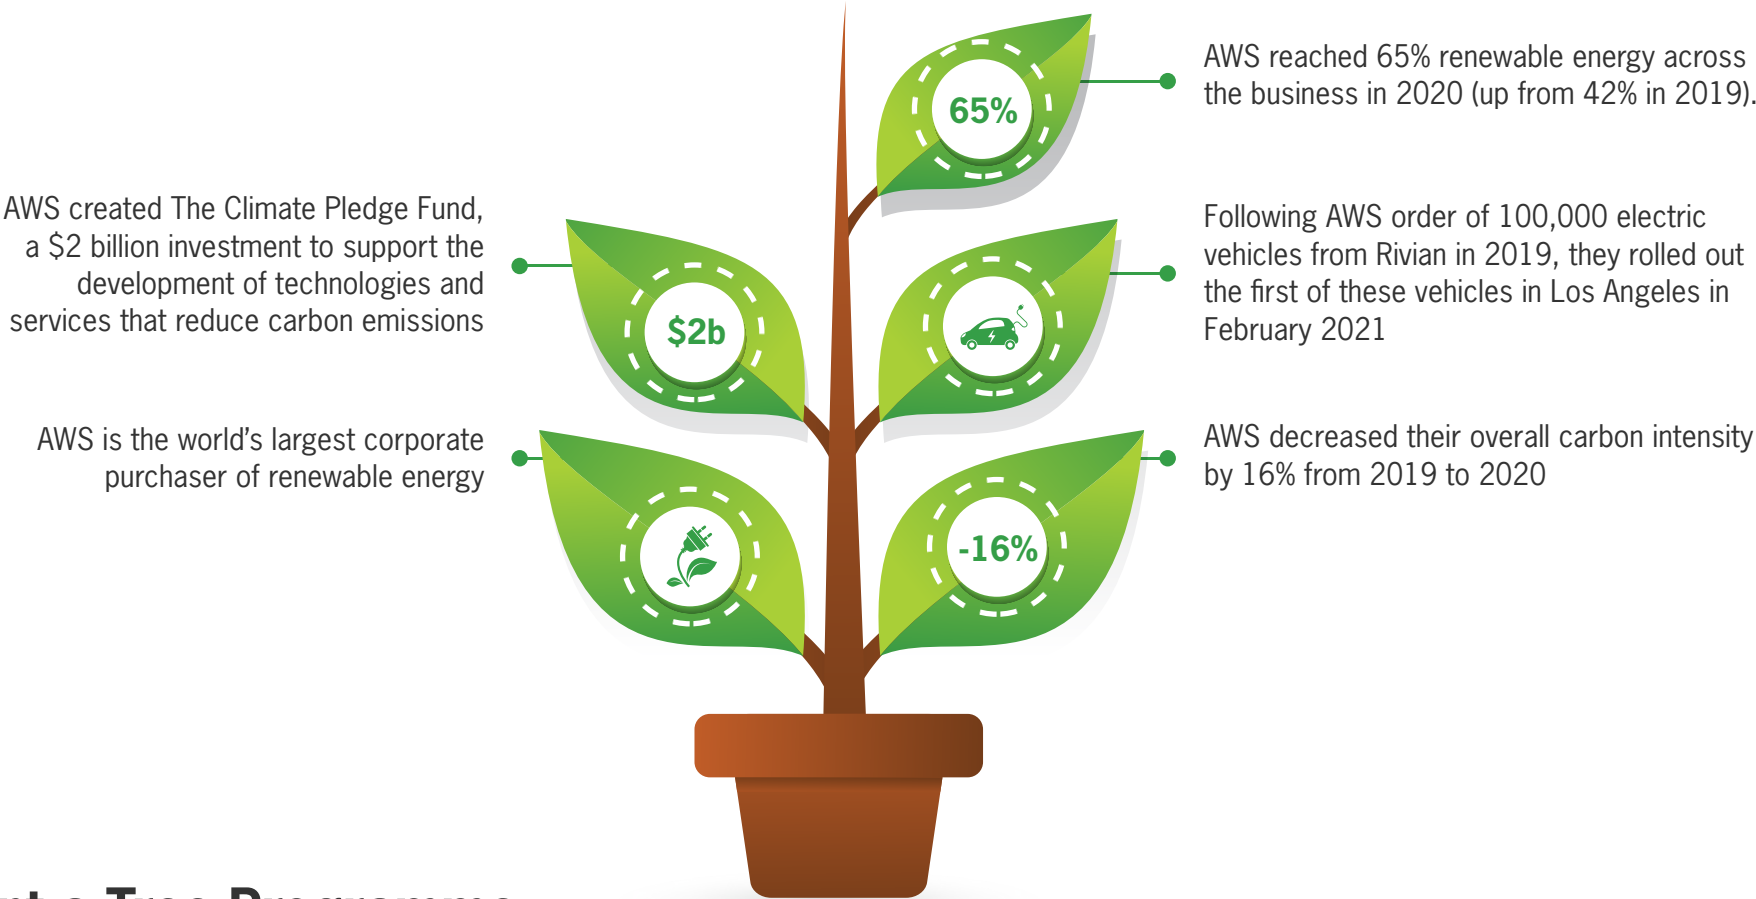 65%
AWS reached 65% renewable energy across
the business in 2020 (up from 42% in 2019).
AWS created The Climate Pledge Fund,
a $2 billion investment to support the
development of technologies and
services that reduce carbon emissions
$2b
Following AWS order of 100,000 electric
vehicles from Rivian in 2019, they rolled out
the first of these vehicles in Los Angeles in
February 2021
AWS is the world’s largest corporate
purchaser of renewable energy
-16%
AWS decreased their overall carbon intensity
by 16% from 2019 to 2020
a Tree Programme